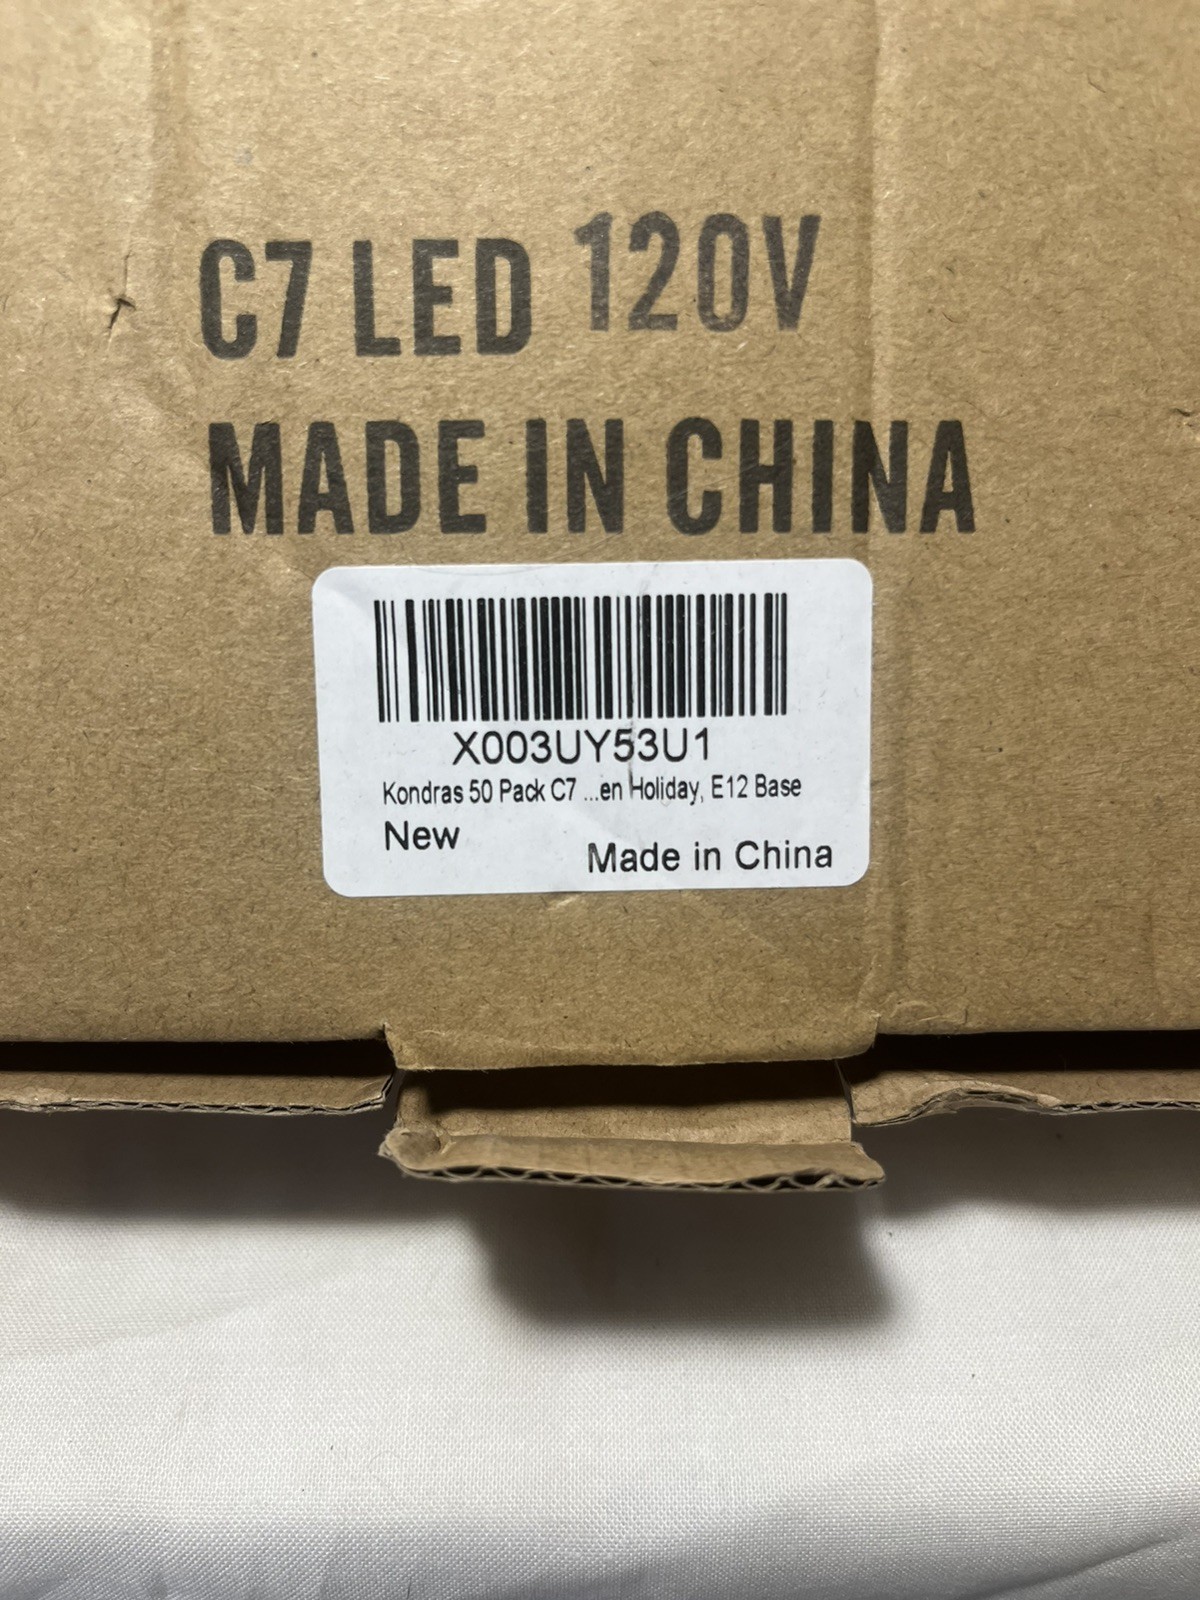 C7 LED 120V
MADE IN CHINA
X003UY53U1
Kondras 50 Pack C7 ...en Holiday, E12 Base
New
Made in China